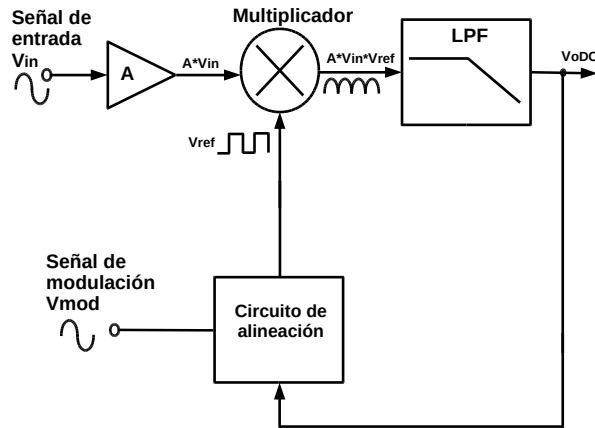 Señal de
entrada
Vin
A
A*Vin
Multiplicador
A*Vin*Vref
LPF
VoDC
Vref
Señal de
modulación
Vmod
Circuito de
alineación